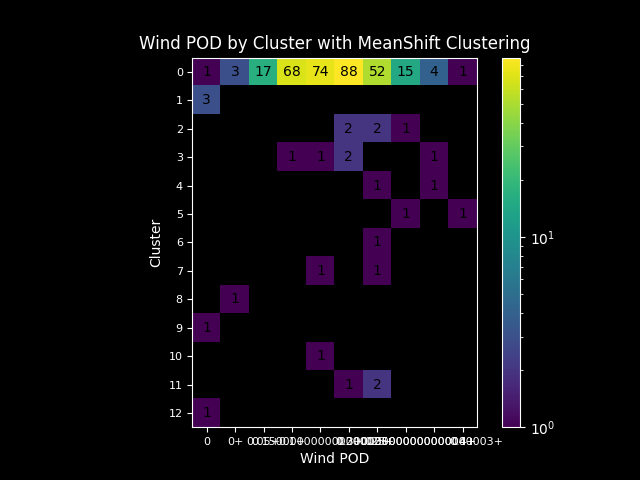 Wind POD by Cluster with MeanShift Clustering
0 1 3 17 68 74 88 52 15 4 1
1 3
2 2 2 1
3 1 1 2 1
4 1 1
5 1 1
6 1
7 1 1
8 1
9 1
10 1
11 1 2
12 1
Cluster
0 0+
Wind POD
10¹
10⁰